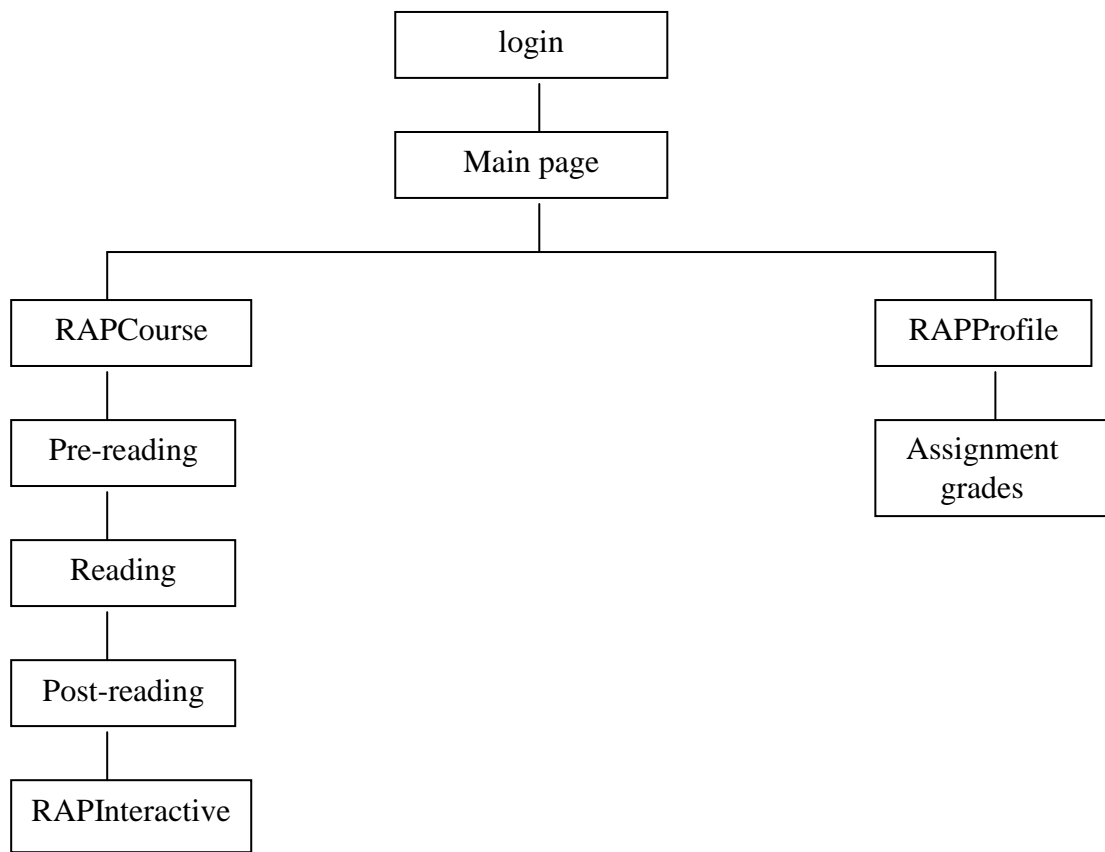 login
Main page
RAPCourse
RAPProfile
Pre-reading
Assignment
grades
Reading
Post-reading
RAPInteractive